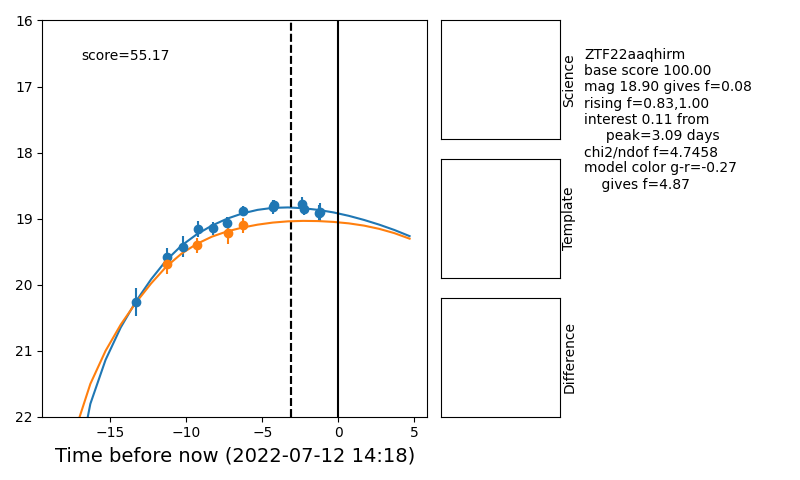 16
17
18
19
20
21
22
score=55.17
−15
−10
−5
0
5
Time before now (2022-07-12 14:18)
Science
Template
Difference
ZTF22aaqhirm
base score 100.00
mag 18.90 gives f=0.08
rising f=0.83,1.00
interest 0.11 from
peak=3.09 days
chi2/ndof f=4.7458
model color g-r=-0.27
gives f=4.87